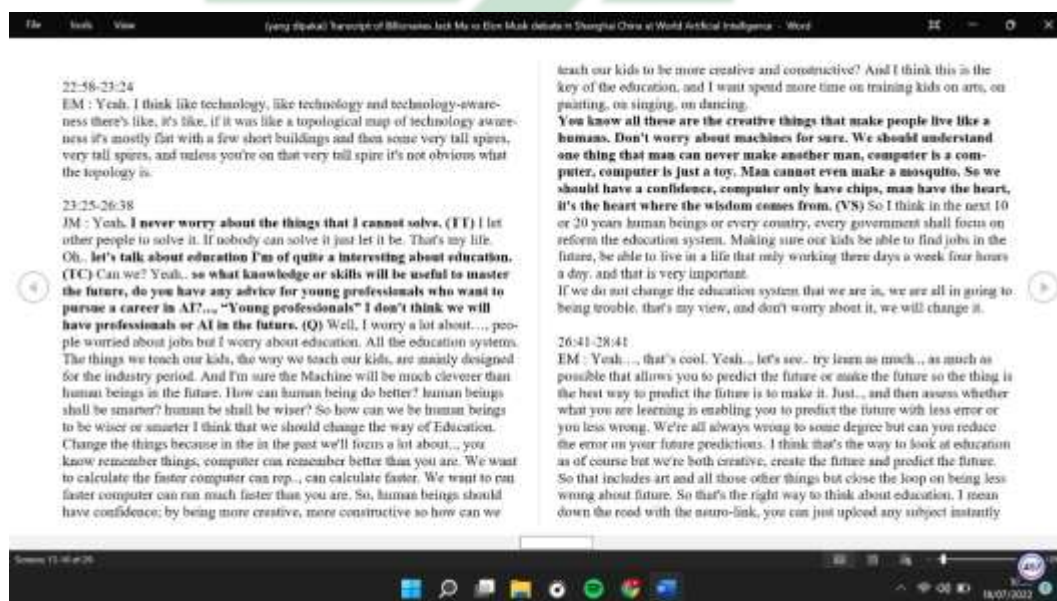 File Tools View (yang dipakai) Transcript of Billionaires Jack Ma vs Elon Musk debate in Shanghai China at World Artificial Intelligence - Word
22:58-23:24
EM : Yeah. I think like technology, like technology and technology-aware-
ness there's like, it's like, if it was like a topological map of technology aware-
ness it's mostly flat with a few short buildings and then some very tall spires,
very tall spires, and unless you're on that very tall spire it's not obvious what
the topology is.
23:25-26:38
JM : Yeah. I never worry about the things that I cannot solve. (TT) I let
other people to solve it. If nobody can solve it just let it be. That's my life.
Oh.. let's talk about education I'm of quite a interesting about education.
(TC) Can we? Yeah.. so what knowledge or skills will be useful to master
the future, do you have any advice for young professionals who want to
pursue a career in AI?..., "Young professionals" I don't think we will
have professionals or AI in the future. (Q) Well, I worry a lot about…, peo-
ple worried about jobs but I worry about education. All the education systems.
The things we teach our kids, the way we teach our kids, are mainly designed
for the industry period. And I'm sure the Machine will be much cleverer than
human beings in the future. How can human being do better? human beings
shall be smarter? human be shall be wiser? So how can we be human beings
to be wiser or smarter I think that we should change the way of Education.
Change the things because in the in the past we'll focus a lot about.., you
know remember things, computer can remember better than you are. We want
to calculate the faster computer can rep.., can calculate faster. We want to run
faster computer can run much faster than you are. So, human beings should
have confidence; by being more creative, more constructive so how can we
teach our kids to be more creative and constructive? And I think this is the
key of the education, and I want spend more time on training kids on arts, on
painting, on singing, on dancing.
You know all these are the creative things that make people live like a
humans. Don't worry about machines for sure. We should understand
one thing that man can never make another man, computer is a com-
puter, computer is just a toy. Man cannot even make a mosquito. So we
should have a confidence, computer only have chips, man have the heart,
it's the heart where the wisdom comes from. (VS) So I think in the next 10
or 20 years human beings or every country, every government shall focus on
reform the education system. Making sure our kids be able to find jobs in the
future, be able to live in a life that only working three days a week four hours
a day. and that is very important.
If we do not change the education system that we are in, we are all in going to
being trouble. that's my view, and don't worry about it, we will change it.
26:41-28:41
EM : Yeah…, that's cool. Yeah... let's see.. try learn as much.., as much as
possible that allows you to predict the future or make the future so the thing is
the best way to predict the future is to make it. Just.., and then assess whether
what you are learning is enabling you to predict the future with less error or
you less wrong. We're all always wrong to some degree but can you reduce
the error on your future predictions. I think that's the way to look at education
as of course but we're both creative, create the future and predict the future.
So that includes art and all those other things but close the loop on being less
wrong about future. So that's the right way to think about education. I mean
down the road with the neuro-link, you can just upload any subject instantly
18/07/2022